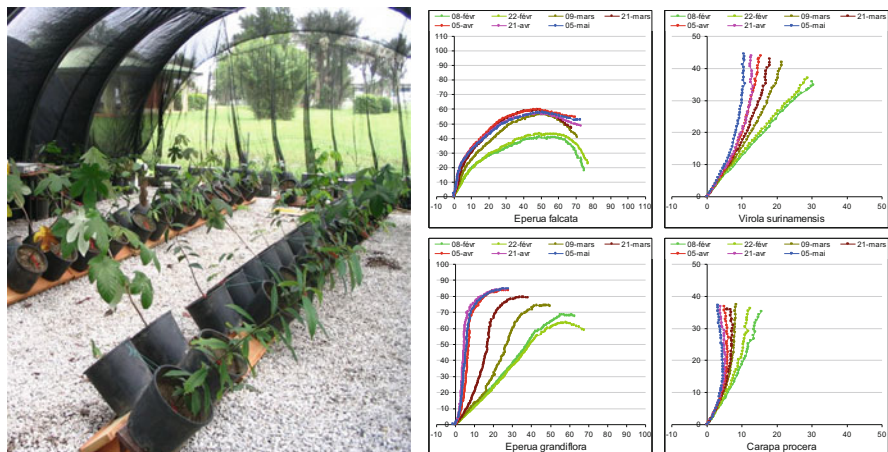 08-févr 22-févr 09-mars 21-mars
05-avr 21-avr 05-mai
110
100
90
80
70
60
50
40
30
20
10
0
-10 0 10 20 30 40 50 60 70 80 90 100 110
Eperua falcata
08-févr 22-févr 09-mars 21-mars
05-avr 21-avr 05-mai
50
40
30
20
10
0
-10 0 10 20 30 40 50
Virola surinamensis
08-févr 22-févr 09-mars 21-mars
05-avr 21-avr 05-mai
100
90
80
70
60
50
40
30
20
10
0
-10 0 10 20 30 40 50 60 70 80 90 100
Eperua grandiflora
08-févr 22-févr 09-mars 21-mars
05-avr 21-avr 05-mai
50
40
30
20
10
0
-10 0 10 20 30 40 50
Carapa procera